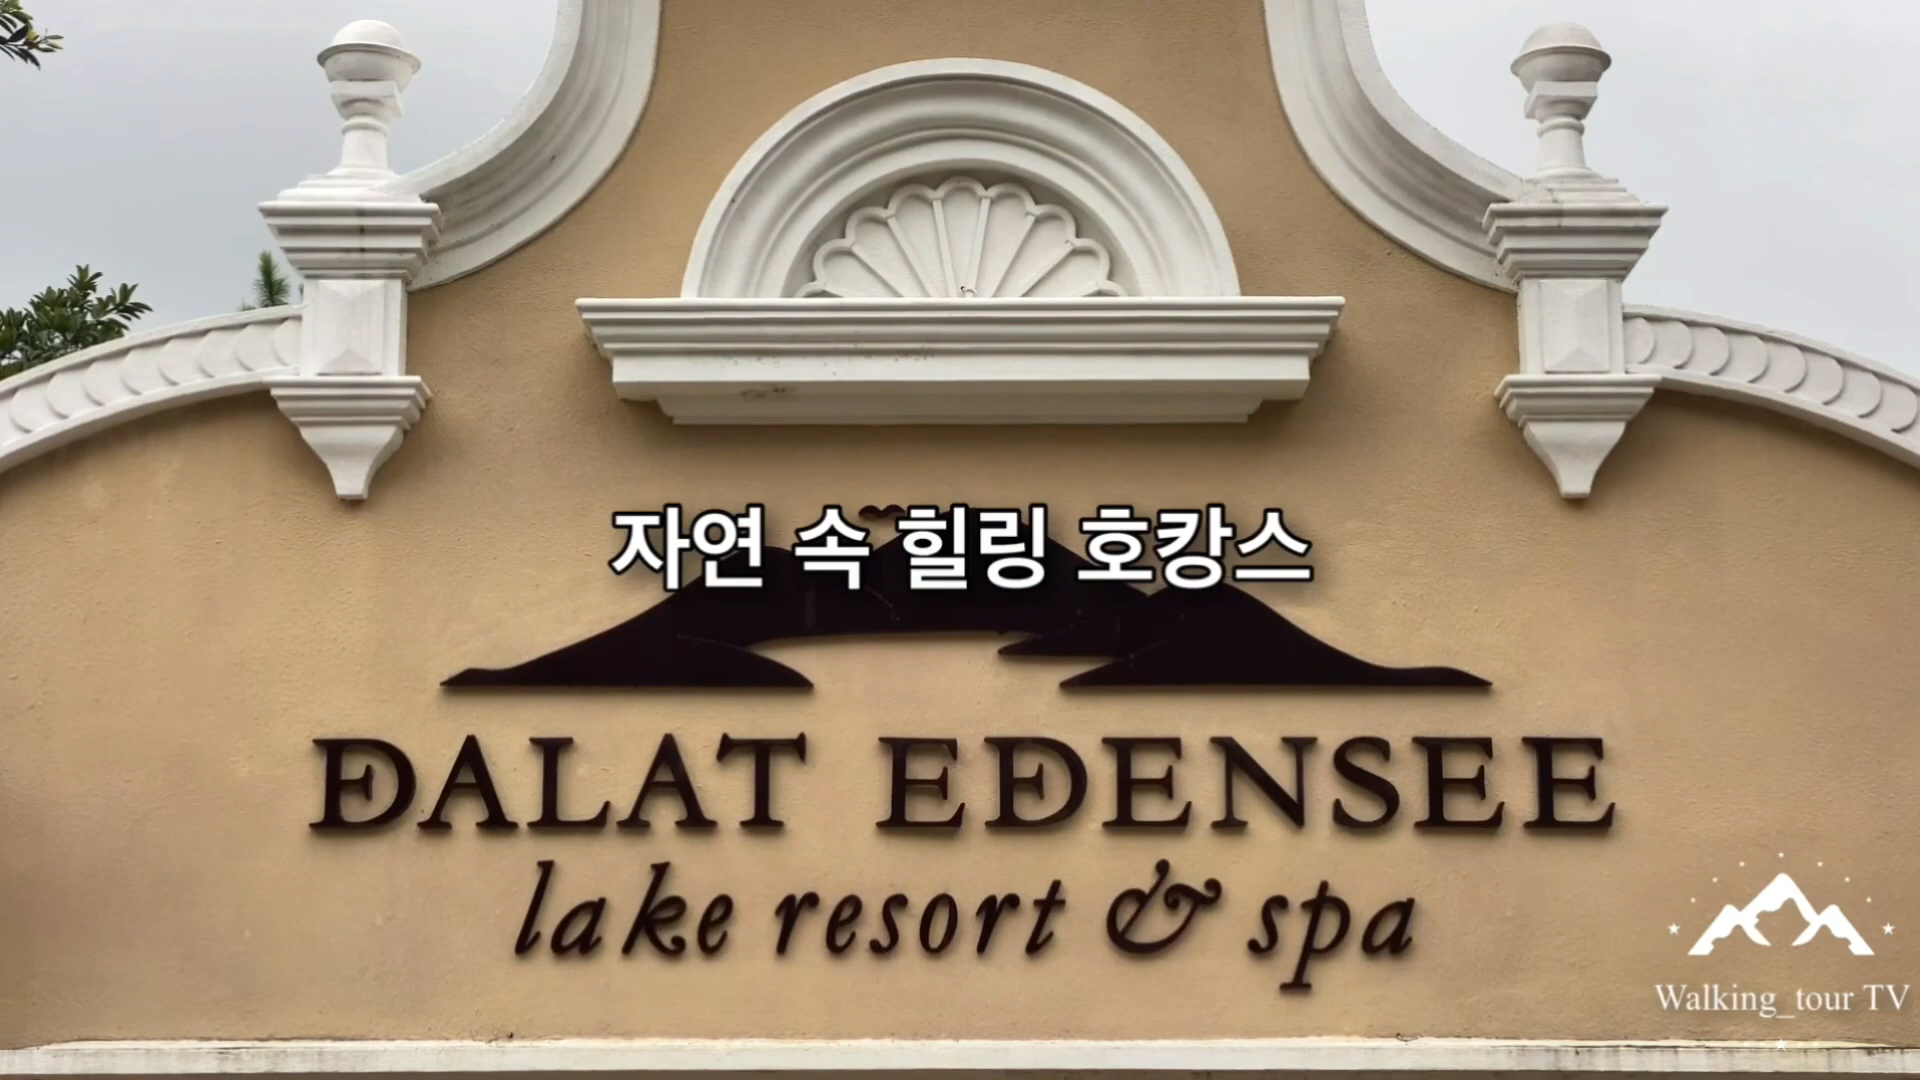 자연 속 힐링 호캉스
ĐALAT EĐENSEE
lake resort & spa
Walking_tour TV